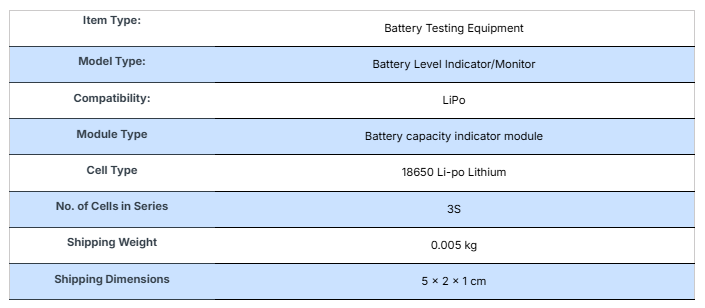 Item Type: Battery Testing Equipment
Model Type: Battery Level Indicator/Monitor
Compatibility: LiPo
Module Type Battery capacity indicator module
Cell Type 18650 Li-po Lithium
No. of Cells in Series 3S
Shipping Weight 0.005 kg
Shipping Dimensions 5 × 2 × 1 cm